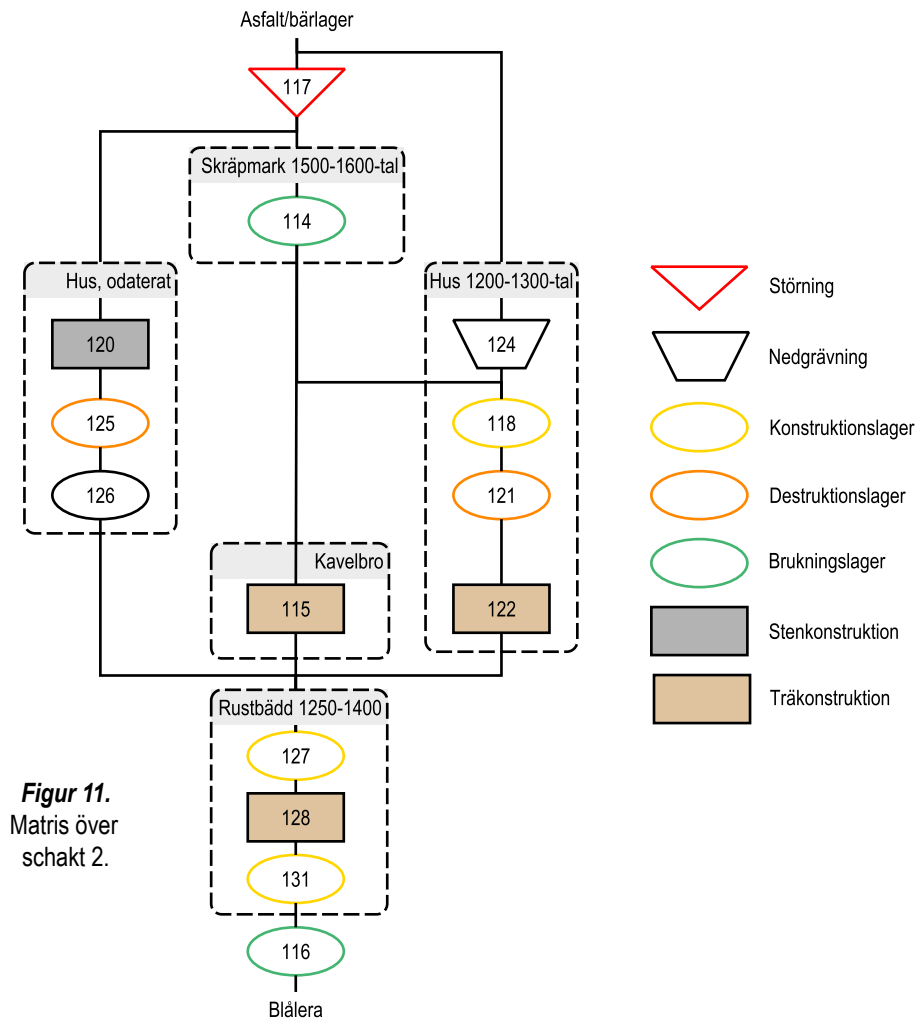 Asfalt/bärlager
117
Skräpmark 1500-1600-tal
114
Hus, odaterat
120
125
126
Hus 1200-1300-tal
124
118
121
122
Kavelbro
115
Rustbädd 1250-1400
127
128
131
116
Blålera
Störning
Nedgrävning
Konstruktionslager
Destruktionslager
Brukningslager
Stenkonstruktion
Träkonstruktion
Figur 11.
Matris över
schakt 2.